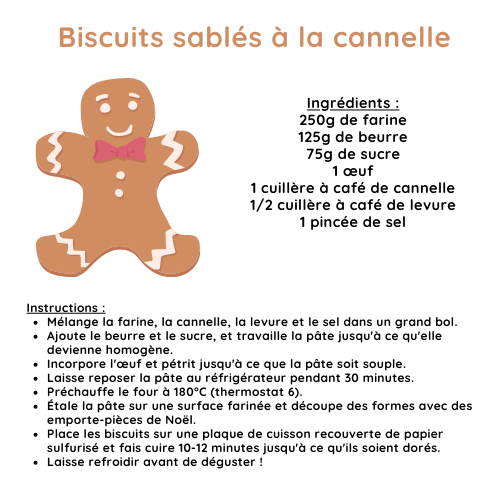 Biscuits sablés à la cannelle
Ingrédients :
250g de farine
125g de beurre
75g de sucre
1 œuf
1 cuillère à café de cannelle
1/2 cuillère à café de levure
1 pincée de sel
Instructions :
• Mélange la farine, la cannelle, la levure et le sel dans un grand bol.
• Ajoute le beurre et le sucre, et travaille la pâte jusqu'à ce qu'elle
devienne homogène.
• Incorpore l'œuf et pétrit jusqu'à ce que la pâte soit souple.
• Laisse reposer la pâte au réfrigérateur pendant 30 minutes.
• Préchauffe le four à 180°C (thermostat 6).
• Étale la pâte sur une surface farinée et découpe des formes avec des
emporte-pièces de Noël.
• Place les biscuits sur une plaque de cuisson recouverte de papier
sulfurisé et fais cuire 10-12 minutes jusqu'à ce qu'ils soient dorés.
• Laisse refroidir avant de déguster !